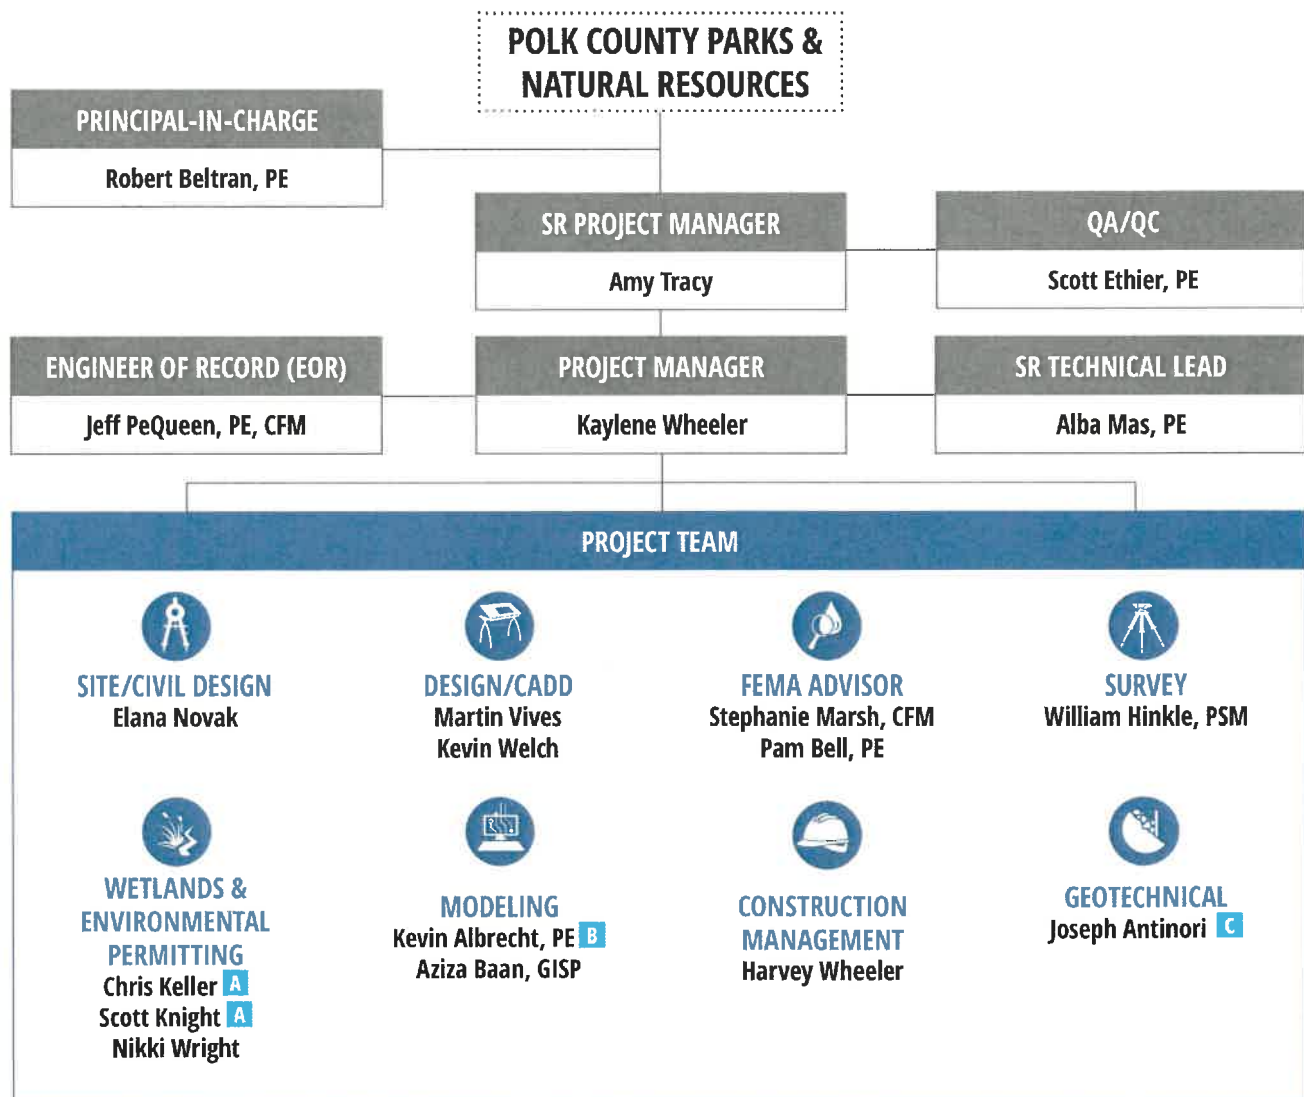 POLK COUNTY PARKS &
NATURAL RESOURCES
PRINCIPAL-IN-CHARGE
Robert Beltran, PE
SR PROJECT MANAGER
Amy Tracy
QA/QC
Scott Ethier, PE
ENGINEER OF RECORD (EOR)
Jeff PeQueen, PE, CFM
PROJECT MANAGER
Kaylene Wheeler
SR TECHNICAL LEAD
Alba Mas, PE
PROJECT TEAM
SITE/CIVIL DESIGN
Elana Novak
DESIGN/CADD
Martin Vives
Kevin Welch
FEMA ADVISOR
Stephanie Marsh, CFM
Pam Bell, PE
SURVEY
William Hinkle, PSM
WETLANDS &
ENVIRONMENTAL
PERMITTING
Chris Keller A
Scott Knight A
Nikki Wright
MODELING
Kevin Albrecht, PE B
Aziza Baan, GISP
CONSTRUCTION
MANAGEMENT
Harvey Wheeler
GEOTECHNICAL
Joseph Antinori C